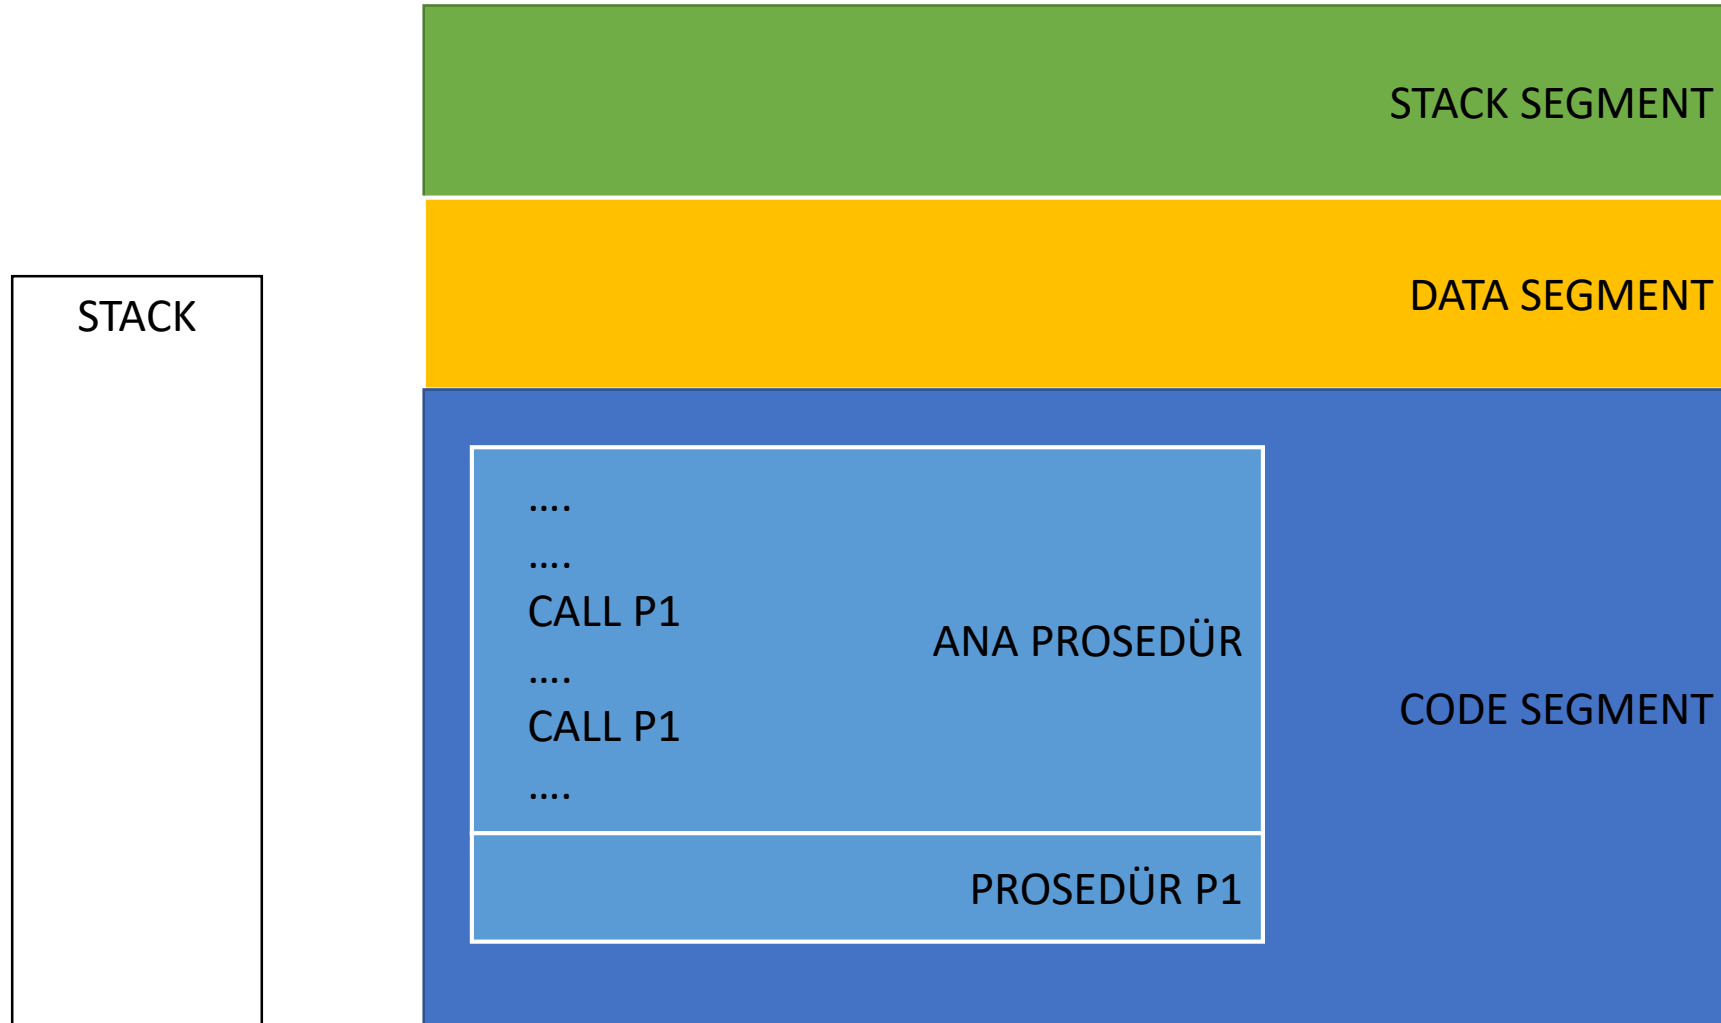 STACK SEGMENT
DATA SEGMENT
STACK
....
....
CALL P1
....
CALL P1
....
ANA PROSEDÜR
CODE SEGMENT
PROSEDÜR P1